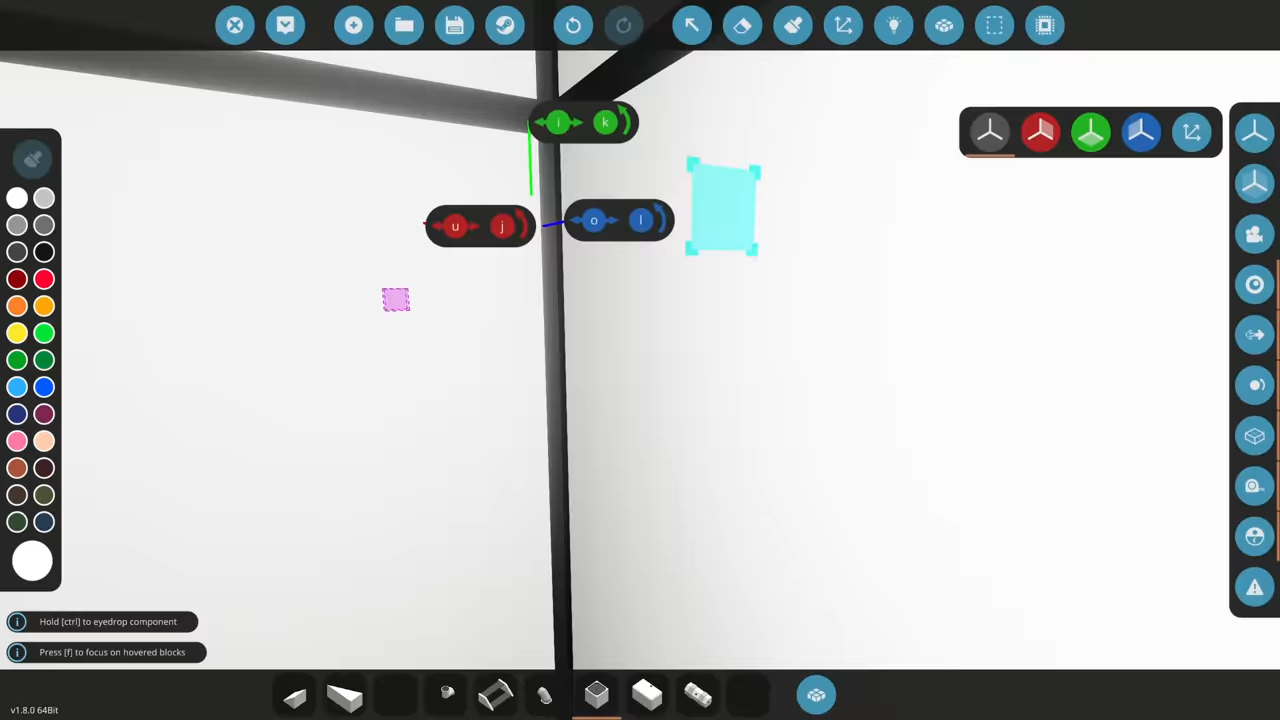 i k
u j
o l
Hold [ctrl] to eyedrop component
Press [f] to focus on hovered blocks
v1.8.0 64Bit